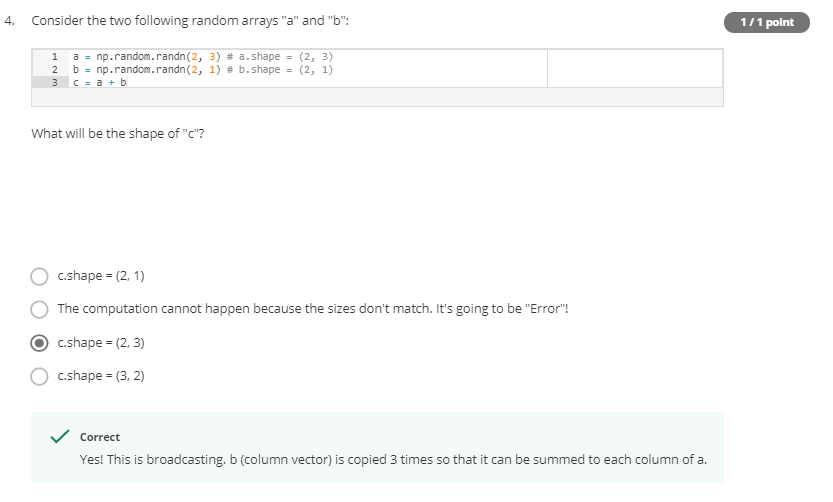 4. Consider the two following random arrays "a" and "b":
1 / 1 point
1 a = np.random.randn(2, 3) # a.shape = (2, 3)
2 b = np.random.randn(2, 1) # b.shape = (2, 1)
3 c = a + b
What will be the shape of "c"?
c.shape = (2, 1)
The computation cannot happen because the sizes don't match. It's going to be "Error"!
c.shape = (2, 3)
c.shape = (3, 2)
Correct
Yes! This is broadcasting. b (column vector) is copied 3 times so that it can be summed to each column of a.